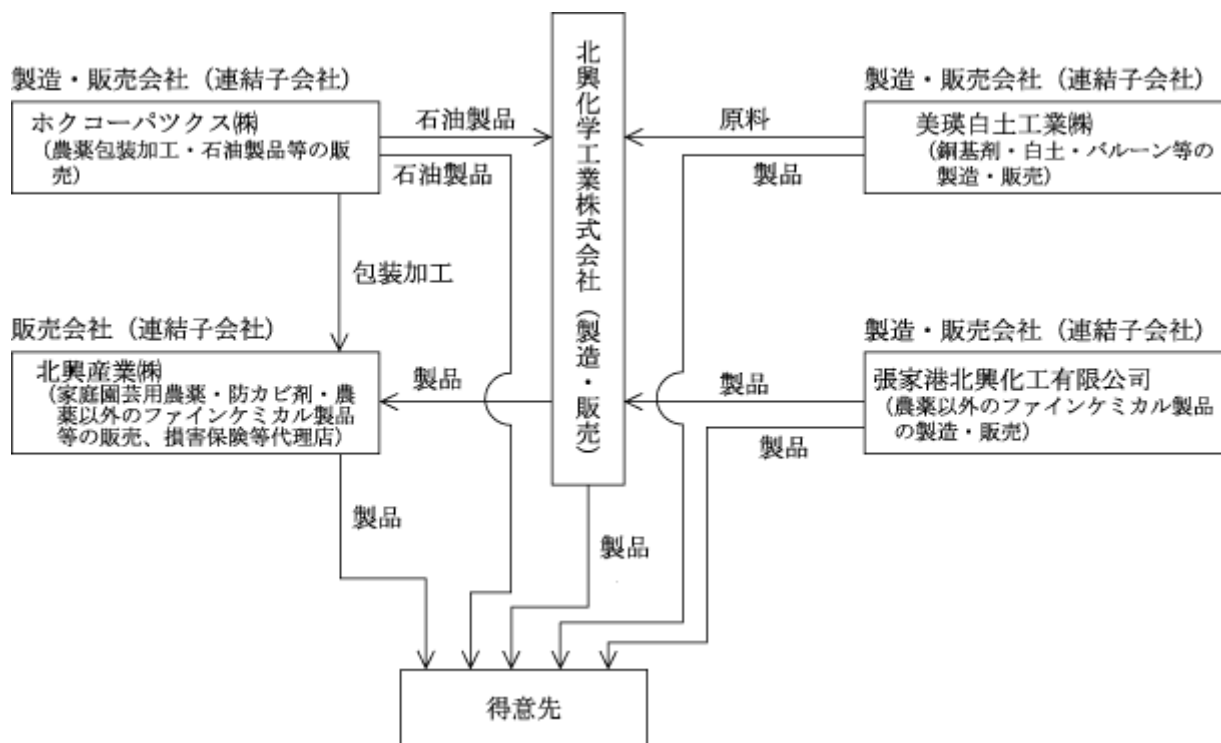 製造・販売会社（連結子会社）
ホクコーパツクス㈱
（農薬包装加工・石油製品等の販
売）
石油製品
石油製品
包装加工
販売会社（連結子会社）
北興産業㈱
（家庭園芸用農薬・防カビ剤・農
薬以外のファインケミカル製品
等の販売、損害保険等代理店）
製品
製品
北興化学工業株式会社（製造・販売）
製品
製造・販売会社（連結子会社）
美瑛白土工業㈱
（銅基剤・白土・バルーン等の
製造・販売）
原料
製品
製造・販売会社（連結子会社）
張家港北興化工有限公司
（農薬以外のファインケミカル製品
の製造・販売）
製品
製品
得意先